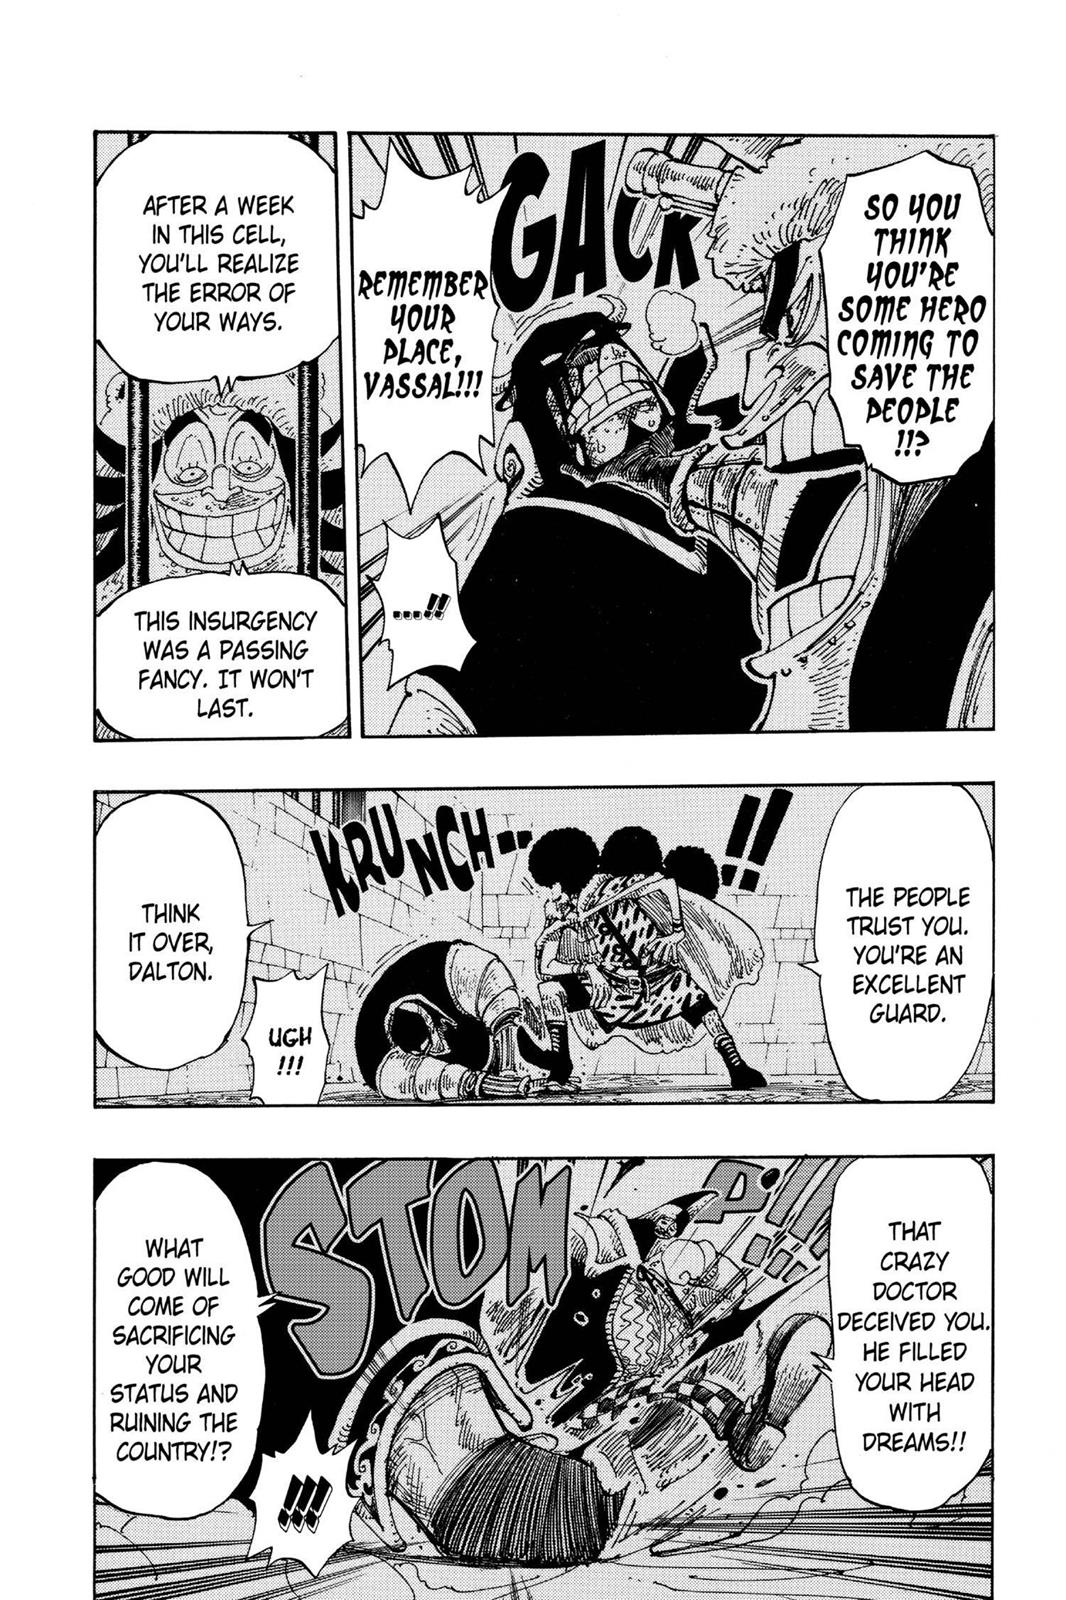 SO YOU
THINK
YOU'RE
SOME HERO
COMING TO
SAVE THE
PEOPLE
!!?
GACK
REMEMBER
YOUR
PLACE,
VASSAL!!!
....!!
AFTER A WEEK
IN THIS CELL,
YOU'LL REALIZE
THE ERROR OF
YOUR WAYS.
THIS INSURGENCY
WAS A PASSING
FANCY. IT WON'T
LAST.
THE PEOPLE
TRUST YOU.
YOU'RE AN
EXCELLENT
GUARD.
!!
KRUNCH--
UGH
!!!
THINK
IT OVER,
DALTON.
THAT
CRAZY
DOCTOR
DECEIVED YOU.
HE FILLED
YOUR HEAD
WITH
DREAMS!!
STOMP!!!
!!!
WHAT
GOOD WILL
COME OF
SACRIFICING
YOUR
STATUS AND
RUINING THE
COUNTRY!?
!!!